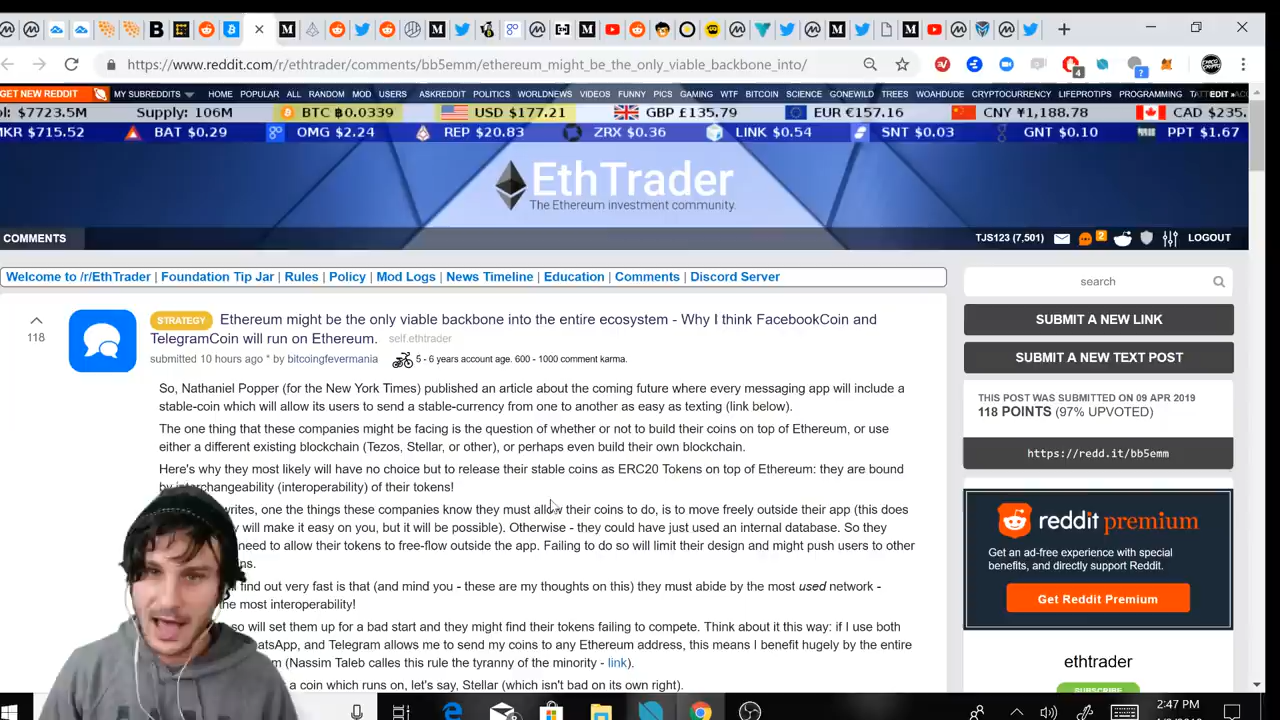 https://www.reddit.com/r/ethtrader/comments/bb5emm/ethereum_might_be_the_only_viable_backbone_into/
4
?
GET NEW REDDIT MY SUBREDDITS HOME POPULAR ALL RANDOM MOD USERS ASKREDDIT POLITICS WORLDNEWS VIDEOS FUNNY PICS GAMING WTF BITCOIN SCIENCE GONEWILD TREES WOAHDUDE CRYPTOCURRENCY LIFEPROTIPS PROGRAMMING EDIT
: $7723.5M Supply: 106M BTC ฿0.0339 USD $177.21 GBP £135.79 EUR €157.16 CNY ¥1,188.78 CAD $235.
MKR $715.52 BAT $0.29 OMG $2.24 REP $20.83 ZRX $0.36 LINK $0.54 SNT $0.03 GNT $0.10 PPT $1.67
EthTrader
The Ethereum investment community.
COMMENTS
TJS123 (7,501) 2 LOGOUT
Welcome to /r/EthTrader | Foundation Tip Jar | Rules | Policy | Mod Logs | News Timeline | Education | Comments | Discord Server
118
STRATEGY Ethereum might be the only viable backbone into the entire ecosystem - Why I think FacebookCoin and
TelegramCoin will run on Ethereum. self.ethtrader
submitted 10 hours ago * by bitcoingfevermania 5 - 6 years account age. 600 - 1000 comment karma.
So, Nathaniel Popper (for the New York Times) published an article about the coming future where every messaging app will include a
stable-coin which will allow its users to send a stable-currency from one to another as easy as texting (link below).
The one thing that these companies might be facing is the question of whether or not to build their coins on top of Ethereum, or use
either a different existing blockchain (Tezos, Stellar, or other), or perhaps even build their own blockchain.
Here's why they most likely will have no choice but to release their stable coins as ERC20 Tokens on top of Ethereum: they are bound
by interchangeability (interoperability) of their tokens!
writes, one the things these companies know they must allow their coins to do, is to move freely outside their app (this does
will make it easy on you, but it will be possible). Otherwise - they could have just used an internal database. So they
need to allow their tokens to free-flow outside the app. Failing to do so will limit their design and might push users to other
find out very fast is that (and mind you - these are my thoughts on this) they must abide by the most used network -
the most interoperability!
so will set them up for a bad start and they might find their tokens failing to compete. Think about it this way: if I use both
and Telegram allows me to send my coins to any Ethereum address, this means I benefit hugely by the entire
(Nassim Taleb calls this rule the tyranny of the minority - link).
a coin which runs on, let's say, Stellar (which isn't bad on its own right).
search
SUBMIT A NEW LINK
SUBMIT A NEW TEXT POST
THIS POST WAS SUBMITTED ON 09 APR 2019
118 POINTS (97% UPVOTED)
https://redd.it/bb5emm
reddit premium
Get an ad-free experience with special
benefits, and directly support Reddit.
Get Reddit Premium
ethtrader
SUBSCRIBE
2:47 PM